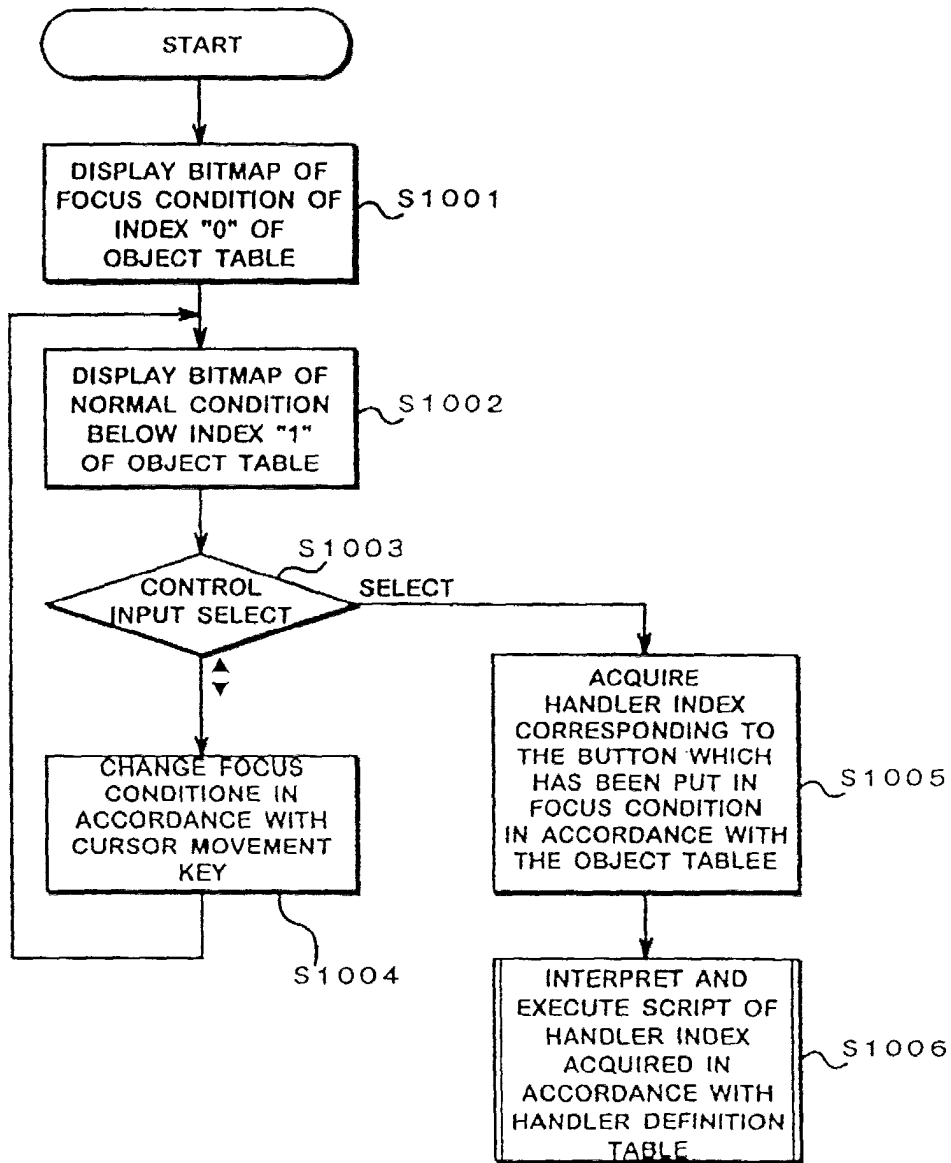 START
DISPLAY BITMAP OF
FOCUS CONDITION OF
INDEX "0" OF
OBJECT TABLE
S1001
DISPLAY BITMAP OF
NORMAL CONDITION
BELOW INDEX "1"
OF OBJECT TABLE
S1002
S1003
CONTROL
INPUT SELECT
SELECT
CHANGE FOCUS
CONDITIONE IN
ACCORDANCE WITH
CURSOR MOVEMENT
KEY
S1004
ACQUIRE
HANDLER INDEX
CORRESPONDING TO
THE BUTTON WHICH
HAS BEEN PUT IN
FOCUS CONDITION
IN ACCORDANCE WITH
THE OBJECT TABLEE
S1005
INTERPRET AND
EXECUTE SCRIPT OF
HANDLER INDEX
ACQUIRED IN
ACCORDANCE WITH
HANDLER DEFINITION
TABLE
S1006